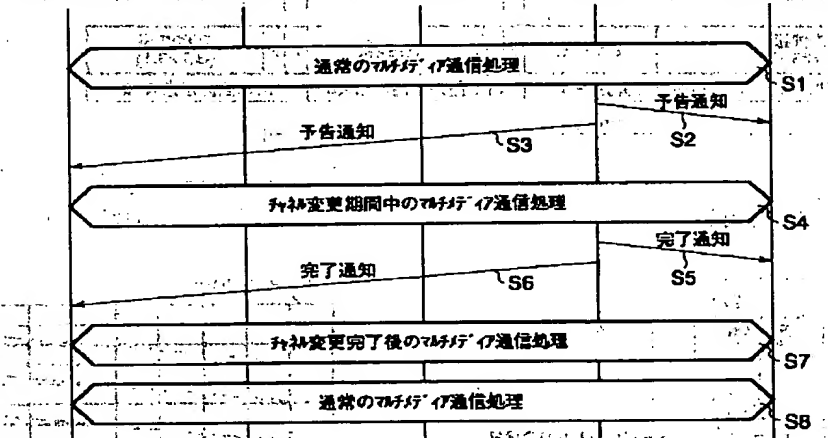 通常のﾏﾙﾁﾒﾃﾞｨｱ通信処理
S1
予告通知
S2
予告通知
S3
ﾁｬﾈﾙ変更期間中のﾏﾙﾁﾒﾃﾞｨｱ通信処理
S4
完了通知
S5
完了通知
S6
ﾁｬﾈﾙ変更完了後のﾏﾙﾁﾒﾃﾞｨｱ通信処理
S7
通常のﾏﾙﾁﾒﾃﾞｨｱ通信処理
S8